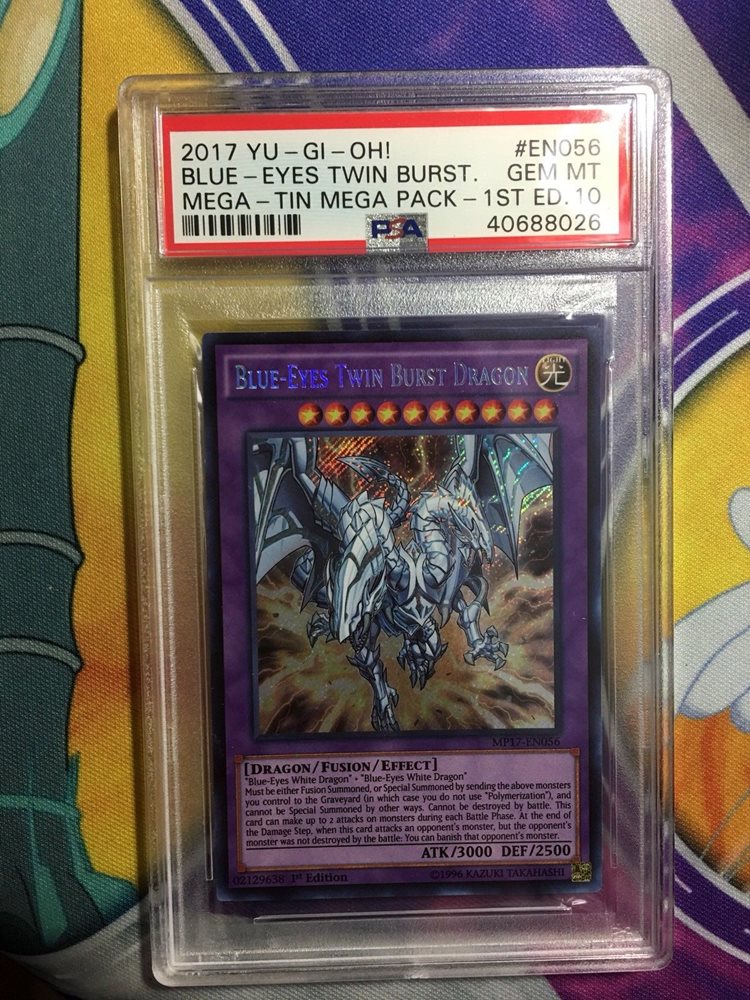 2017 YU-GI-OH! #EN056
BLUE-EYES TWIN BURST. GEM MT
MEGA-TIN MEGA PACK-1ST ED. 10
PSA 40688026
BLUE-EYES TWIN BURST DRAGON 光
MP17-EN056
[DRAGON/FUSION/EFFECT]
"Blue-Eyes White Dragon" + "Blue-Eyes White Dragon"
Must be either Fusion Summoned, or Special Summoned by sending the above monsters
you control to the Graveyard (in which case you do not use "Polymerization"), and
cannot be Special Summoned by other ways. Cannot be destroyed by battle. This
card can make up to 2 attacks on monsters during each Battle Phase. At the end of
the Damage Step, when this card attacks an opponent's monster, but the opponent's
monster was not destroyed by the battle: You can banish that opponent's monster.
ATK/3000 DEF/2500
02129638 1st Edition ©1996 KAZUKI TAKAHASHI